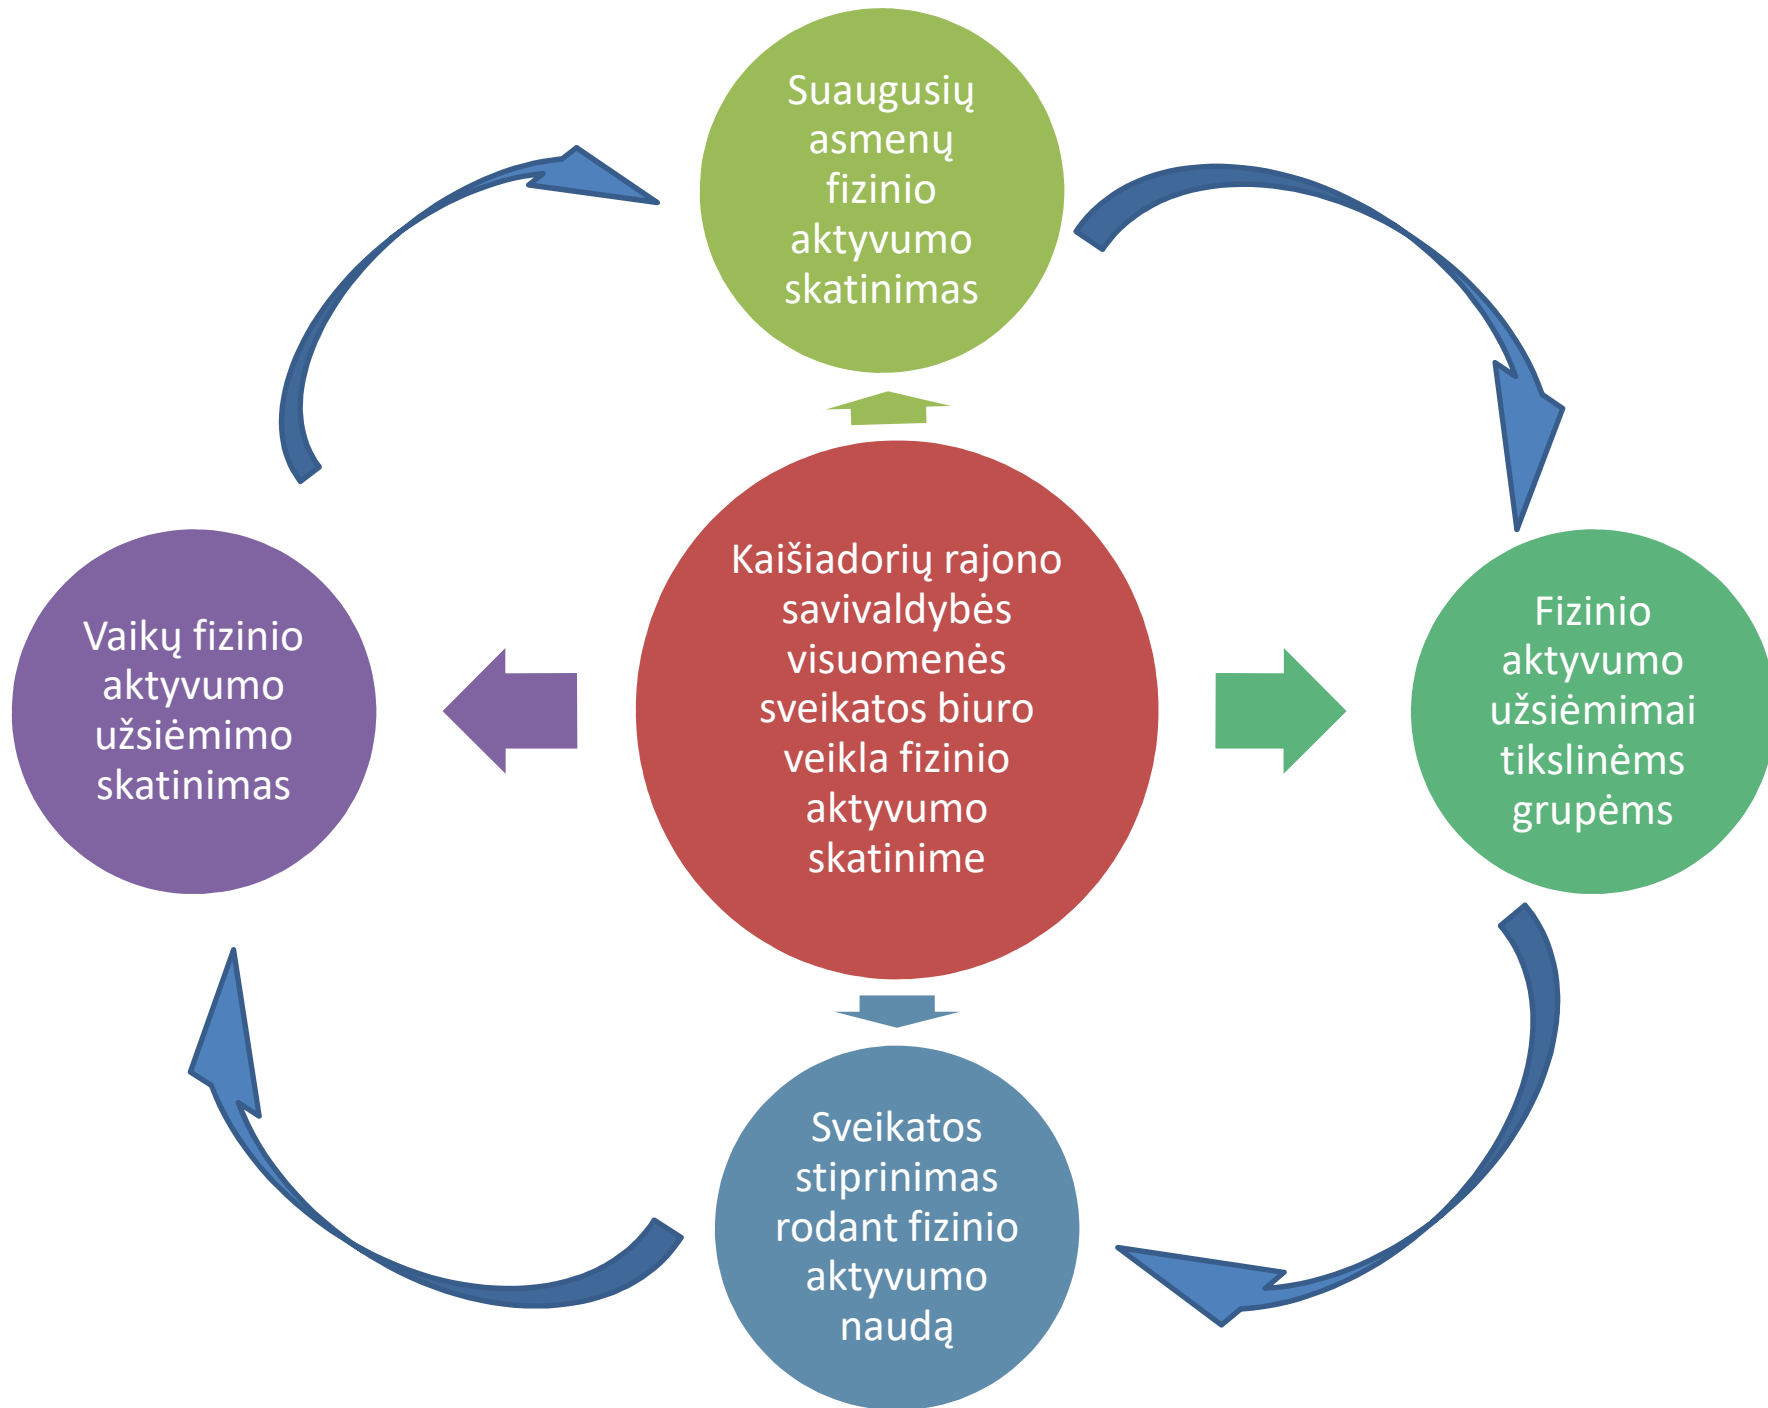 Suaugusių
asmenų
fizinio
aktyvumo
skatinimas
Kaišiadorių rajono
savivaldybės
visuomenės
sveikatos biuro
veikla fizinio
aktyvumo
skatinime
Vaikų fizinio
aktyvumo
užsiėmimo
skatinimas
Fizinio
aktyvumo
užsiėmimai
tikslinėms
grupėms
Sveikatos
stiprinimas
rodant fizinio
aktyvumo
naudą